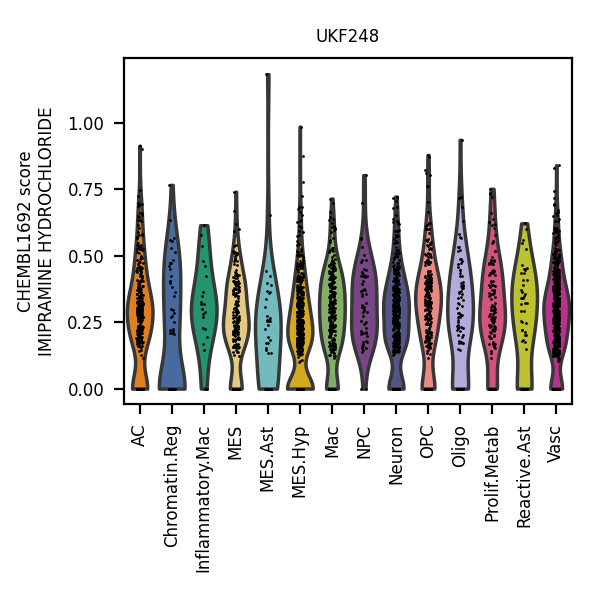 UKF248
CHEMBL1692 score
IMIPRAMINE HYDROCHLORIDE
1.00
0.75
0.50
0.25
0.00
AC
Chromatin.Reg
Inflammatory.Mac
MES
MES.Ast
MES.Hyp
Mac
NPC
Neuron
OPC
Oligo
Prolif.Metab
Reactive.Ast
Vasc